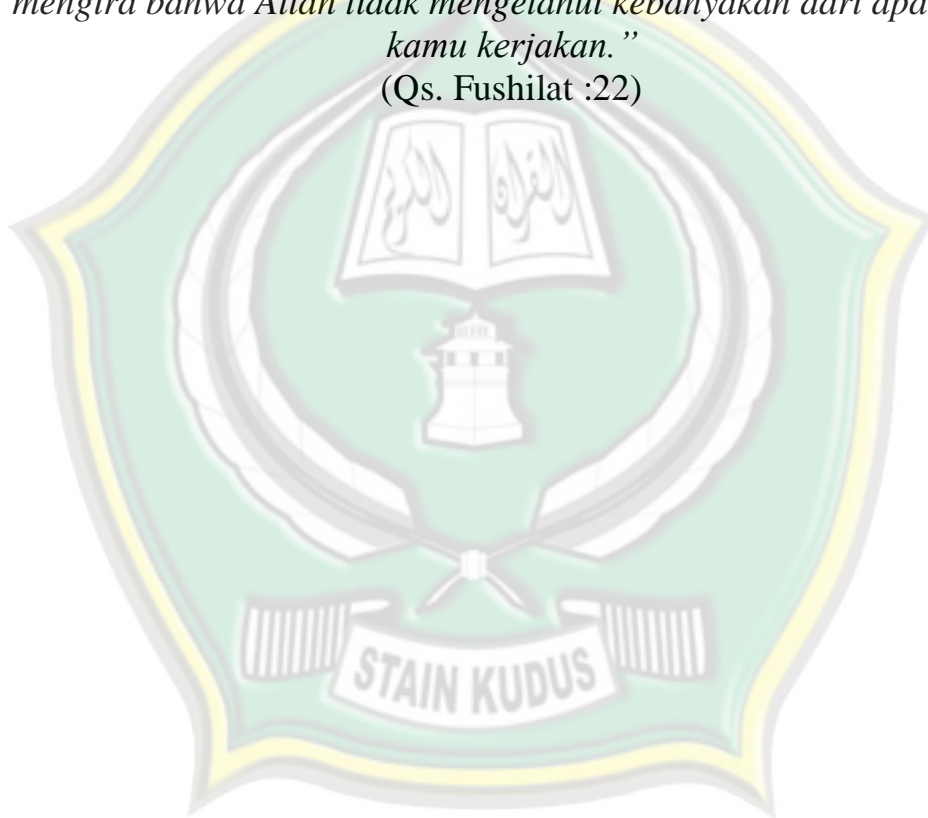 mengira bahwa Allah tidak mengetahui kebanyakan dari apa
kamu kerjakan.”
(Qs. Fushilat :22)
STAIN KUDUS